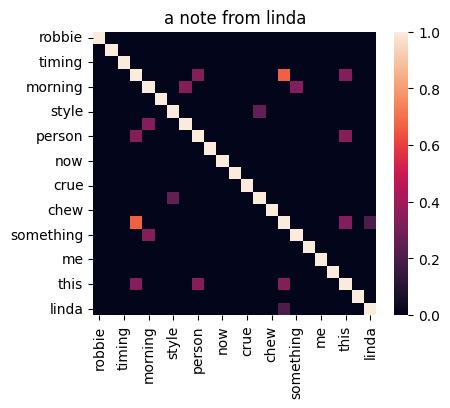 a note from linda
robbie
timing
morning
style
person
now
crue
chew
something
me
this
linda
robbie
timing
morning
style
person
now
crue
chew
something
me
this
linda
1.0
0.8
0.6
0.4
0.2
0.0